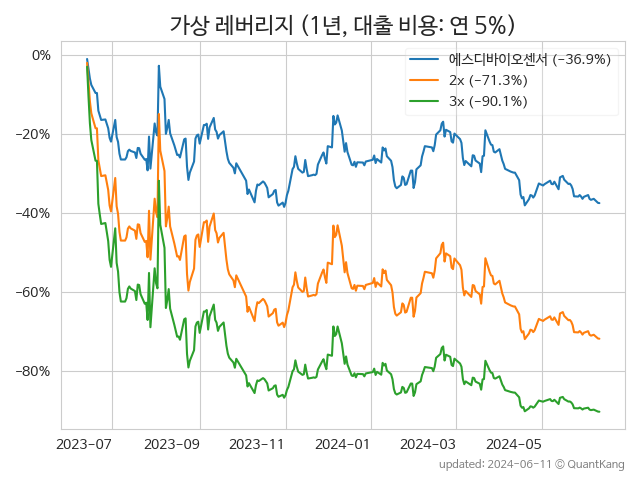 가상 레버리지 (1년, 대출 비용: 연 5%)
에스디바이오센서 (−36.9%)
2x (−71.3%)
3x (−90.1%)
0%
−20%
−40%
−60%
−80%
2023-07 2023-09 2023-11 2024-01 2024-03 2024-05
updated: 2024-06-11 © QuantKang